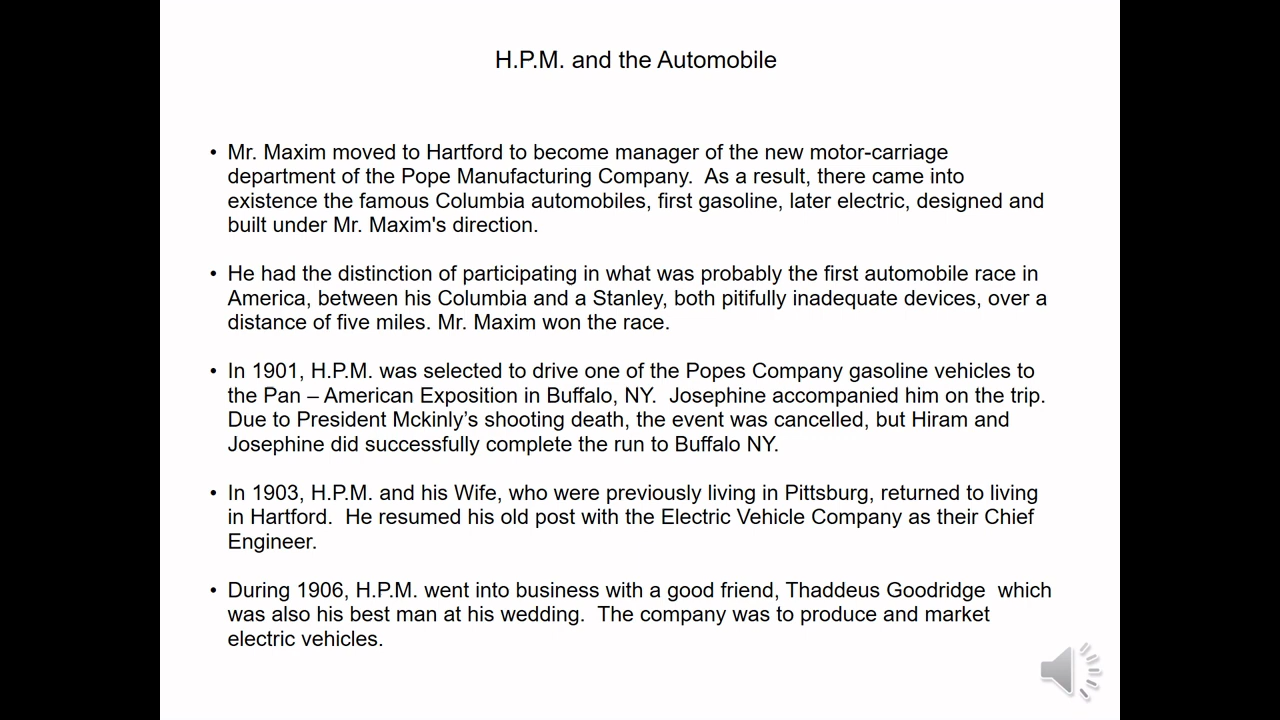 H.P.M. and the Automobile
• Mr. Maxim moved to Hartford to become manager of the new motor-carriage
department of the Pope Manufacturing Company.  As a result, there came into
existence the famous Columbia automobiles, first gasoline, later electric, designed and
built under Mr. Maxim's direction.
• He had the distinction of participating in what was probably the first automobile race in
America, between his Columbia and a Stanley, both pitifully inadequate devices, over a
distance of five miles. Mr. Maxim won the race.
• In 1901, H.P.M. was selected to drive one of the Popes Company gasoline vehicles to
the Pan – American Exposition in Buffalo, NY.  Josephine accompanied him on the trip.
Due to President Mckinly’s shooting death, the event was cancelled, but Hiram and
Josephine did successfully complete the run to Buffalo NY.
• In 1903, H.P.M. and his Wife, who were previously living in Pittsburg, returned to living
in Hartford.  He resumed his old post with the Electric Vehicle Company as their Chief
Engineer.
• During 1906, H.P.M. went into business with a good friend, Thaddeus Goodridge  which
was also his best man at his wedding.  The company was to produce and market
electric vehicles.